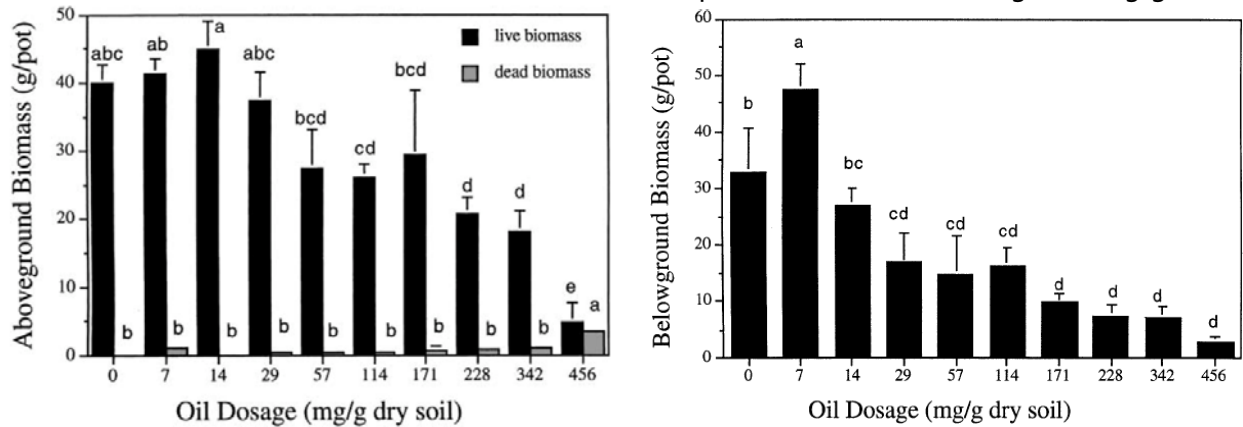 Aboveground Biomass (g/pot)
50
40
30
20
10
0
live biomass
dead biomass
abc
ab
a
abc
bcd
cd
bcd
d
d
e
b
b
b
b
b
b
b
b
b
a
0 7 14 29 57 114 171 228 342 456
Oil Dosage (mg/g dry soil)
Belowground Biomass (g/pot)
60
50
40
30
20
10
0
b
a
bc
cd
cd
cd
d
d
d
d
0 7 14 29 57 114 171 228 342 456
Oil Dosage (mg/g dry soil)